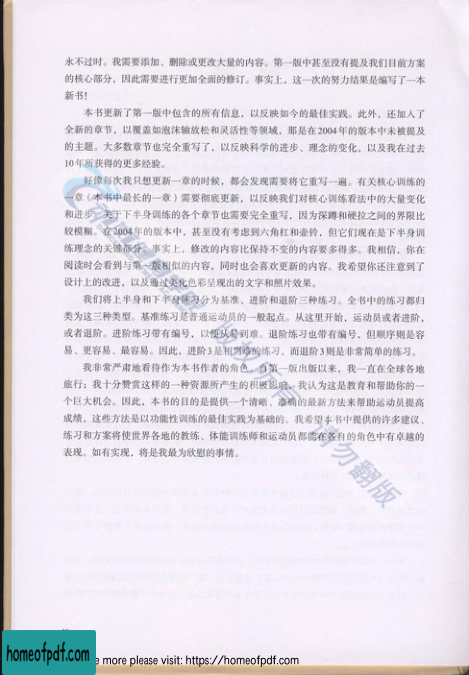 永不过时。我需要添加、删除或更改大量的内容。第一版中甚至没有提及我们目前方案
的核心部分，因此需要进行更加全面的修订。事实上，这一次的努力结果是编写了一本
新书！
本书更新了第一版中包含的所有信息，以反映如今的最佳实践。此外，还加入了
全新的章节，以覆盖如泡沫轴放松和灵活性等领域，那是在2004年的版本中未被提及
的主题。大多数章节也完全重写了，以反映科学的进步、理念的变化，以及我在过去
10年所获得的更多经验。
好像每次我只想更新一章的时候，都会发现需要将它重写一遍。有关核心训练的
一章（本书中最长的一章）需要彻底更新，以反映我们对核心训练看法中的大量变化
和进步。关于下半身训练的各个章节也需要完全重写，因为深蹲和硬拉之间的界限比
较模糊。在2004年的版本中，甚至没有考虑到六角杠和壶铃，但它们现在是下半身训
练理念的关键部分。事实上，修改的内容比保持不变的内容要多得多。我相信，你在
阅读时会看到与第一版相似的内容，同时也会喜欢更新的内容。我希望你还注意到了
设计上的改进，以及通过美化色彩呈现出的文字和照片效果。
我们将上半身和下半身练习分为基准、进阶和退阶三种练习。全书中的练习都归
类为这三种类型。基准练习是普通运动员的一般起点。从这里开始，运动员或者进阶，
或者退阶。进阶练习带有编号，以便从易到难。退阶练习也带有编号，但顺序则是容
易、更容易、最容易。因此，进阶3是相当难的练习，而退阶3则是非常简单的练习。
我非常严肃地看待作为本书作者的角色。自第一版出版以来，我一直在全球各地
旅行；我十分赞赏这样的一种资源所产生的积极影响，我认为这是教育和帮助你的一
个巨大机会。因此，本书的目的是提供一个清晰、准确的最新方法来帮助运动员提高
成绩，这些方法是以功能性训练的最佳实践为基础的。我希望本书中提供的许多建议、
练习和方案将使世界各地的教练、体能训练师和运动员都能在各自的角色中有卓越的
表现。如有实现，将是我最为欣慰的事情。
版权所有 请勿翻版
homeofpdf.com
e more please visit: https://homeofpdf.com